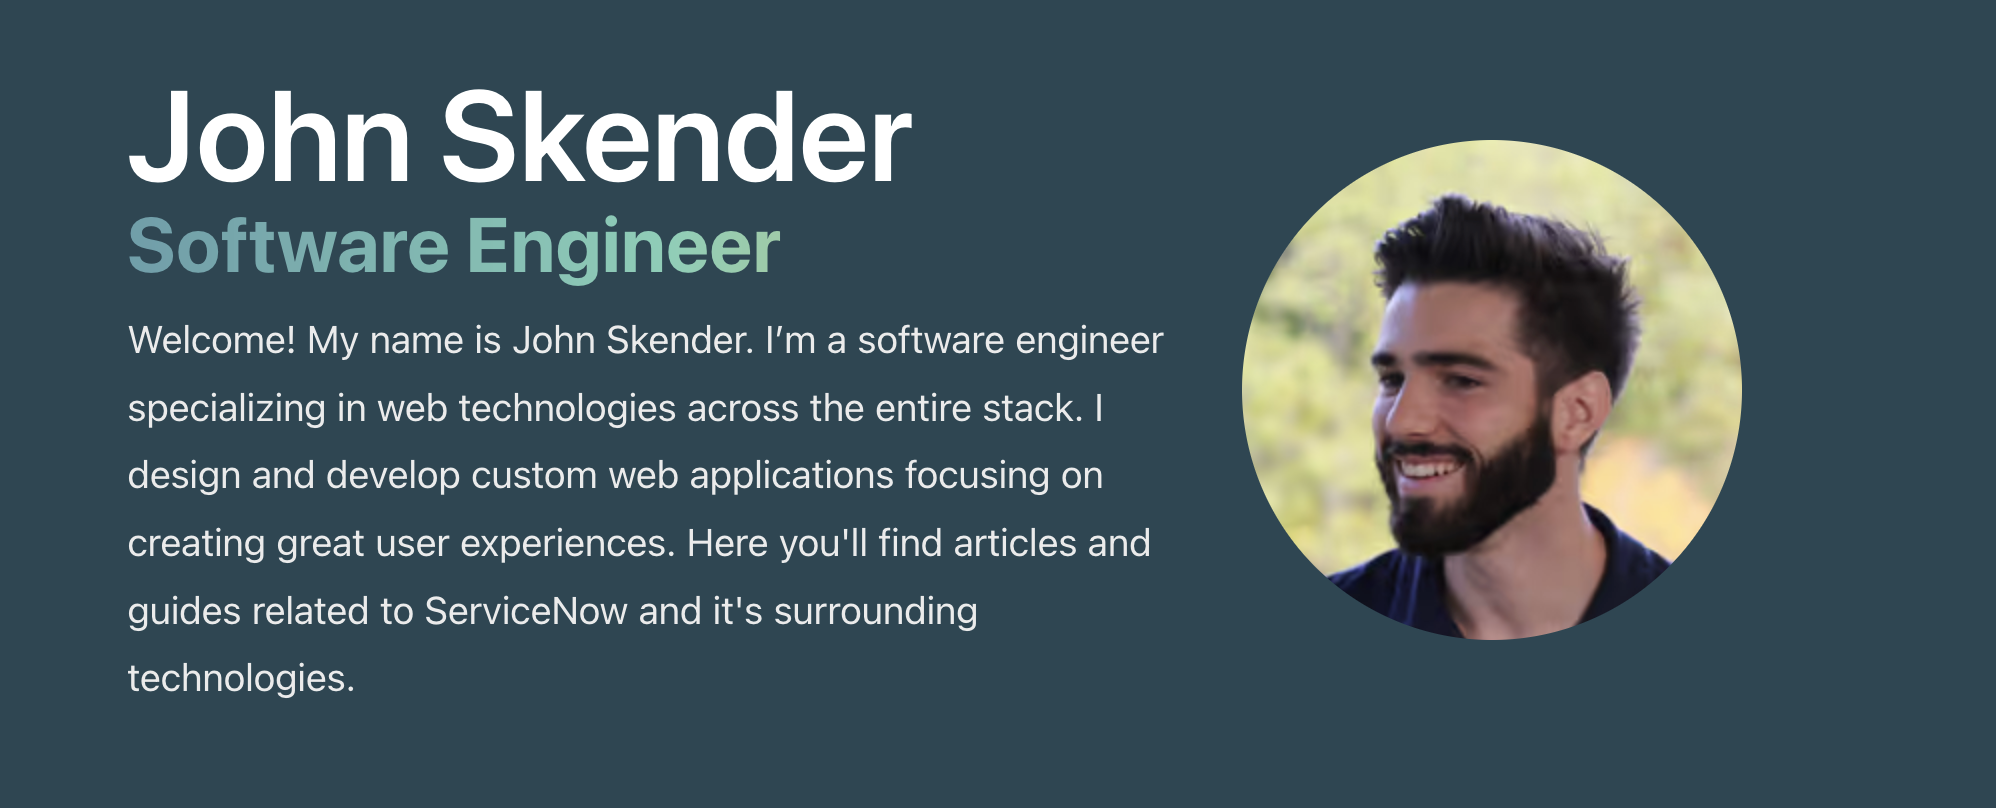 John Skender
Software Engineer
Welcome! My name is John Skender. I’m a software engineer
specializing in web technologies across the entire stack. I
design and develop custom web applications focusing on
creating great user experiences. Here you'll find articles and
guides related to ServiceNow and it's surrounding
technologies.